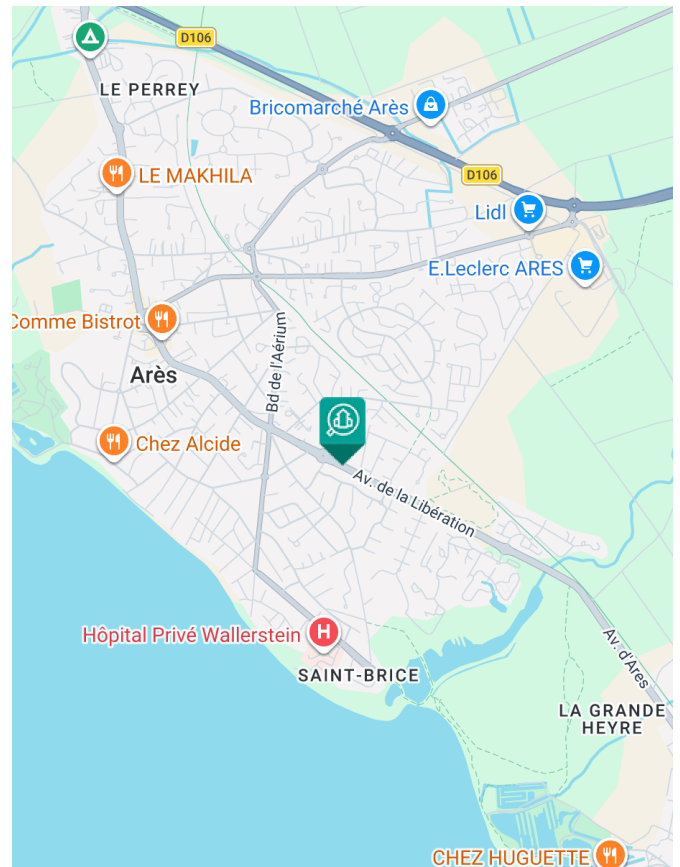 D106
LE PERREY
Bricomarché Arès
LE MAKHILA
D106
Lidl
E.Leclerc ARES
Comme Bistrot
Bd de l'Aérium
Arès
Chez Alcide
Av. de la Libération
Hôpital Privé Wallerstein
H
SAINT-BRICE
Av. d'Ares
LA GRANDE
HEYRE
CHEZ HUGUETTE